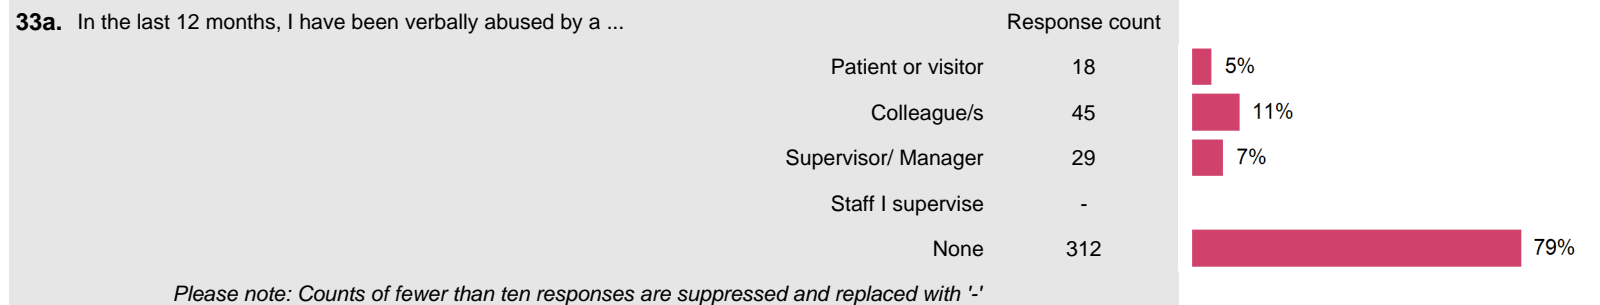 33a. In the last 12 months, I have been verbally abused by a ... Response count
Patient or visitor 18 5%
Colleague/s 45 11%
Supervisor/ Manager 29 7%
Staff I supervise -
None 312 79%
Please note: Counts of fewer than ten responses are suppressed and replaced with '-'